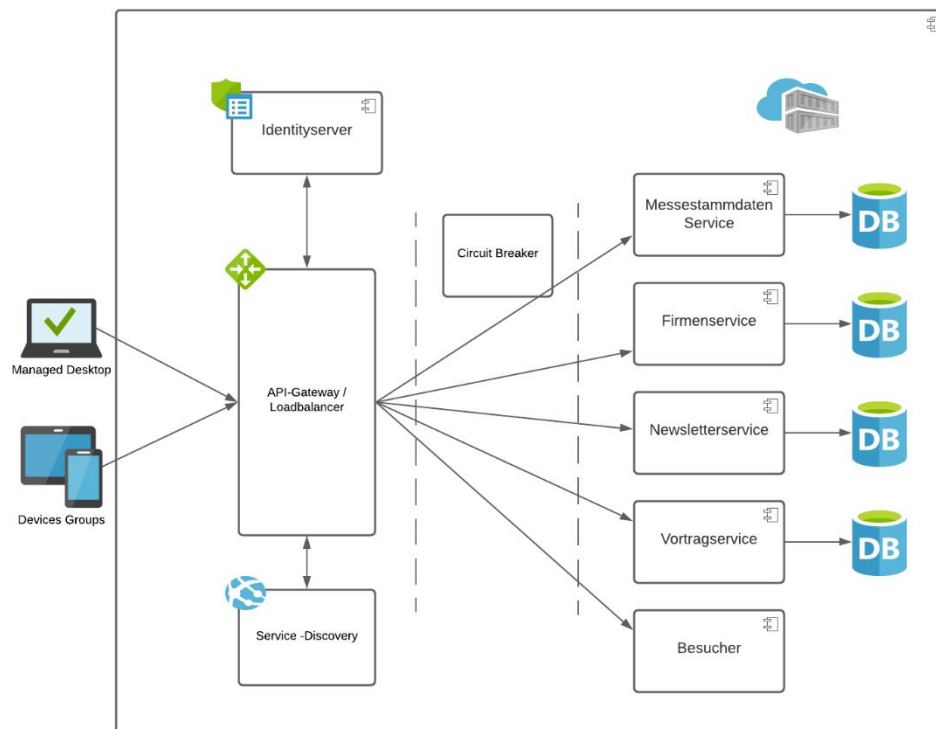 Identityserver
Messestammdaten
Service
DB
Circuit Breaker
Firmenservice
DB
Managed Desktop
API-Gateway /
Loadbalancer
Newsletterservice
DB
Devices Groups
Vortragservice
DB
Service -Discovery
Besucher